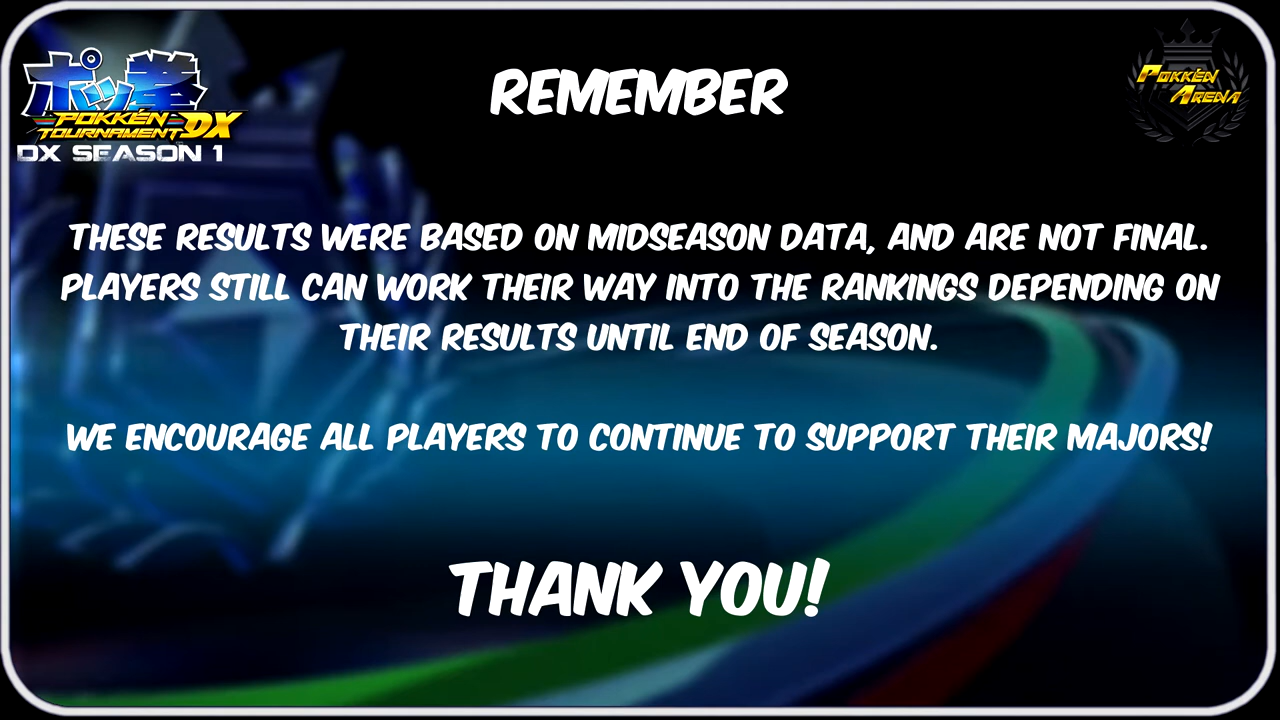 ポッ拳
POKKÉN
TOURNAMENT DX
DX SEASON 1
POKKÉN
ARENA
REMEMBER
THESE RESULTS WERE BASED ON MIDSEASON DATA, AND ARE NOT FINAL.
PLAYERS STILL CAN WORK THEIR WAY INTO THE RANKINGS DEPENDING ON
THEIR RESULTS UNTIL END OF SEASON.
WE ENCOURAGE ALL PLAYERS TO CONTINUE TO SUPPORT THEIR MAJORS!
THANK YOU!